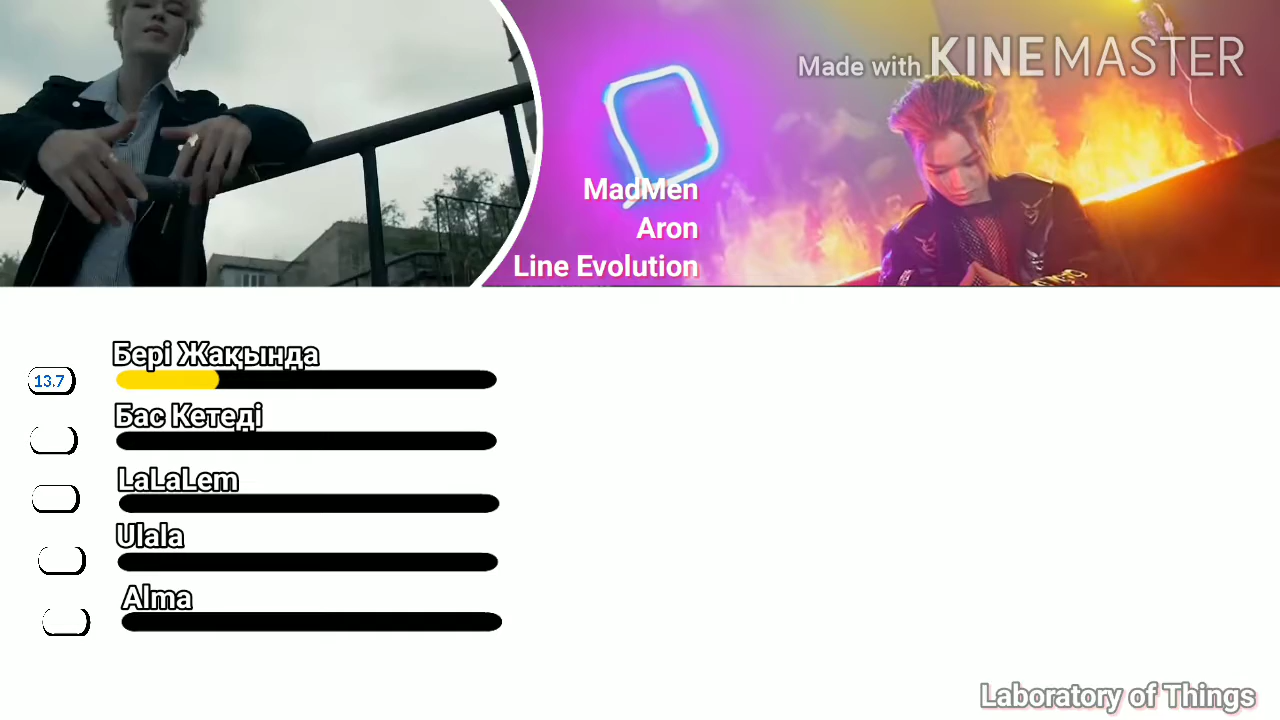 Made with KINEMASTER
MadMen
Aron
Line Evolution
Бері Жақында
13.7
Бас Кетеді
LaLaLem
Ulala
Alma
Laboratory of Things